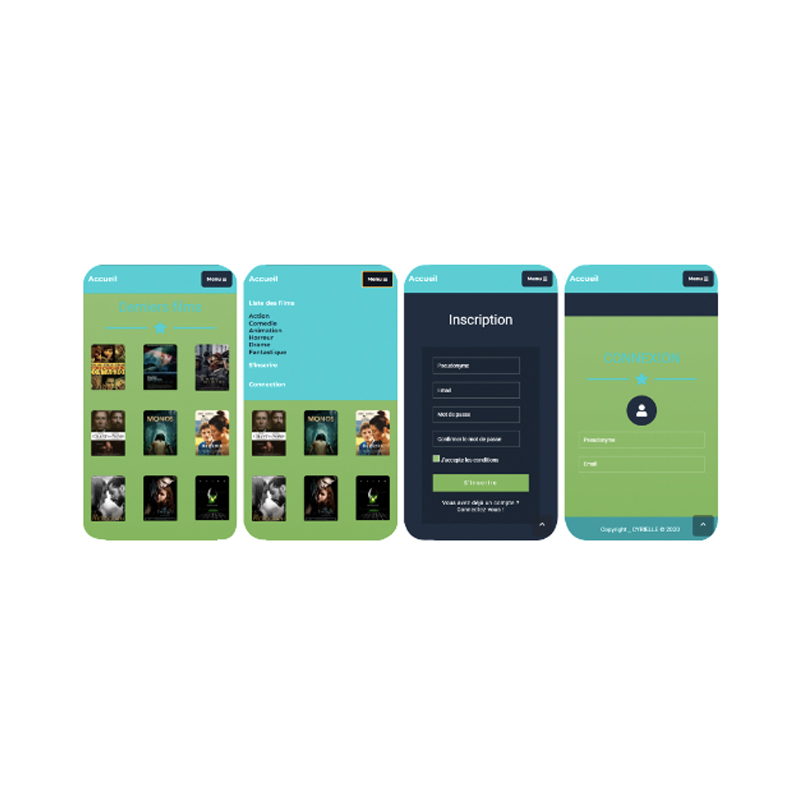 Accueil
Menu
Derniers films
MONOS
Accueil
Menu
Liste des films
Action
Comedie
Animation
Horreur
Drame
Fantastique
S'inscrire
Connection
MONOS
Accueil
Menu
Inscription
Pseudonyme
Email
Mot de passe
Confirmer le mot de passe
J'accepte les conditions
S'inscrire
Vous avez déjà un compte ?
Connectez vous !
Accueil
Menu
CONNEXION
Pseudonyme
Email
Copyright _ CYRIELLE © 2020